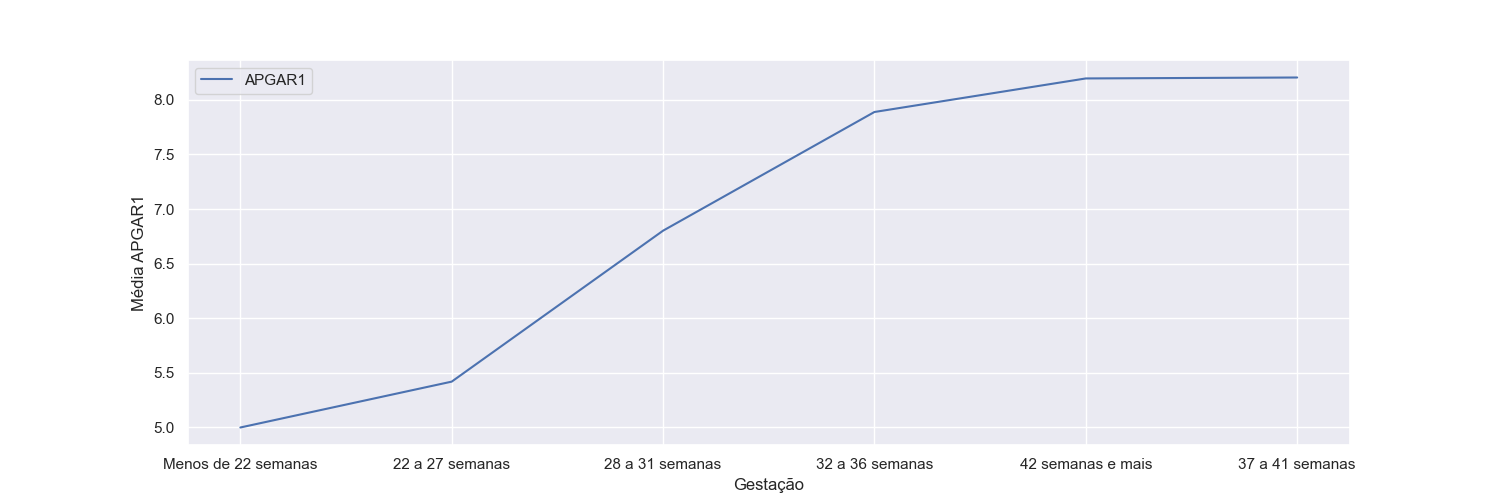 APGAR1
8.0
7.5
7.0
6.5
6.0
5.5
5.0
Média APGAR1
Menos de 22 semanas
22 a 27 semanas
28 a 31 semanas
32 a 36 semanas
42 semanas e mais
37 a 41 semanas
Gestação